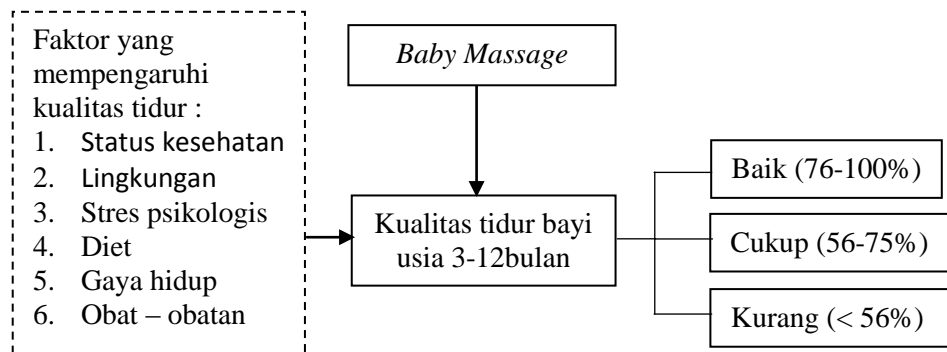 Faktor yang
mempengaruhi
kualitas tidur :
1. Status kesehatan
2. Lingkungan
3. Stres psikologis
4. Diet
5. Gaya hidup
6. Obat – obatan
Baby Massage
Kualitas tidur bayi
usia 3-12bulan
Baik (76-100%)
Cukup (56-75%)
Kurang (< 56%)